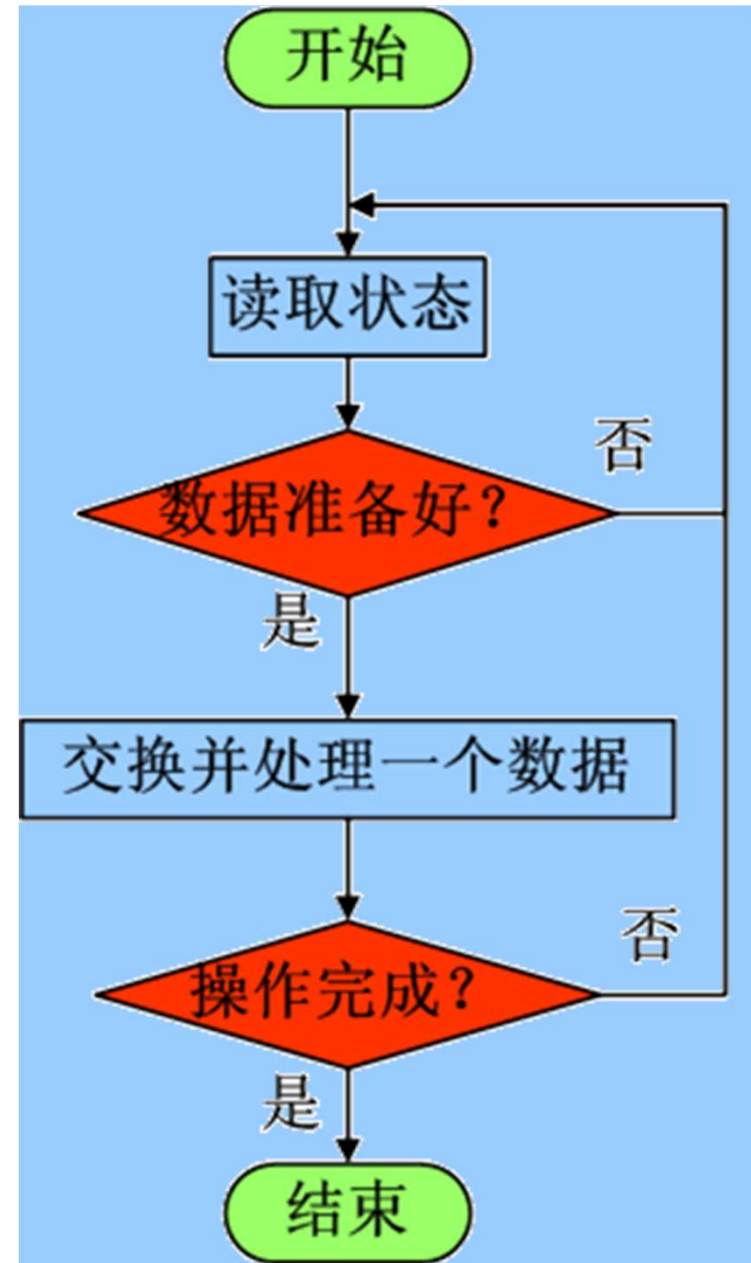 开始
读取状态
否
数据准备好?
是
交换并处理一个数据
否
操作完成?
是
结束